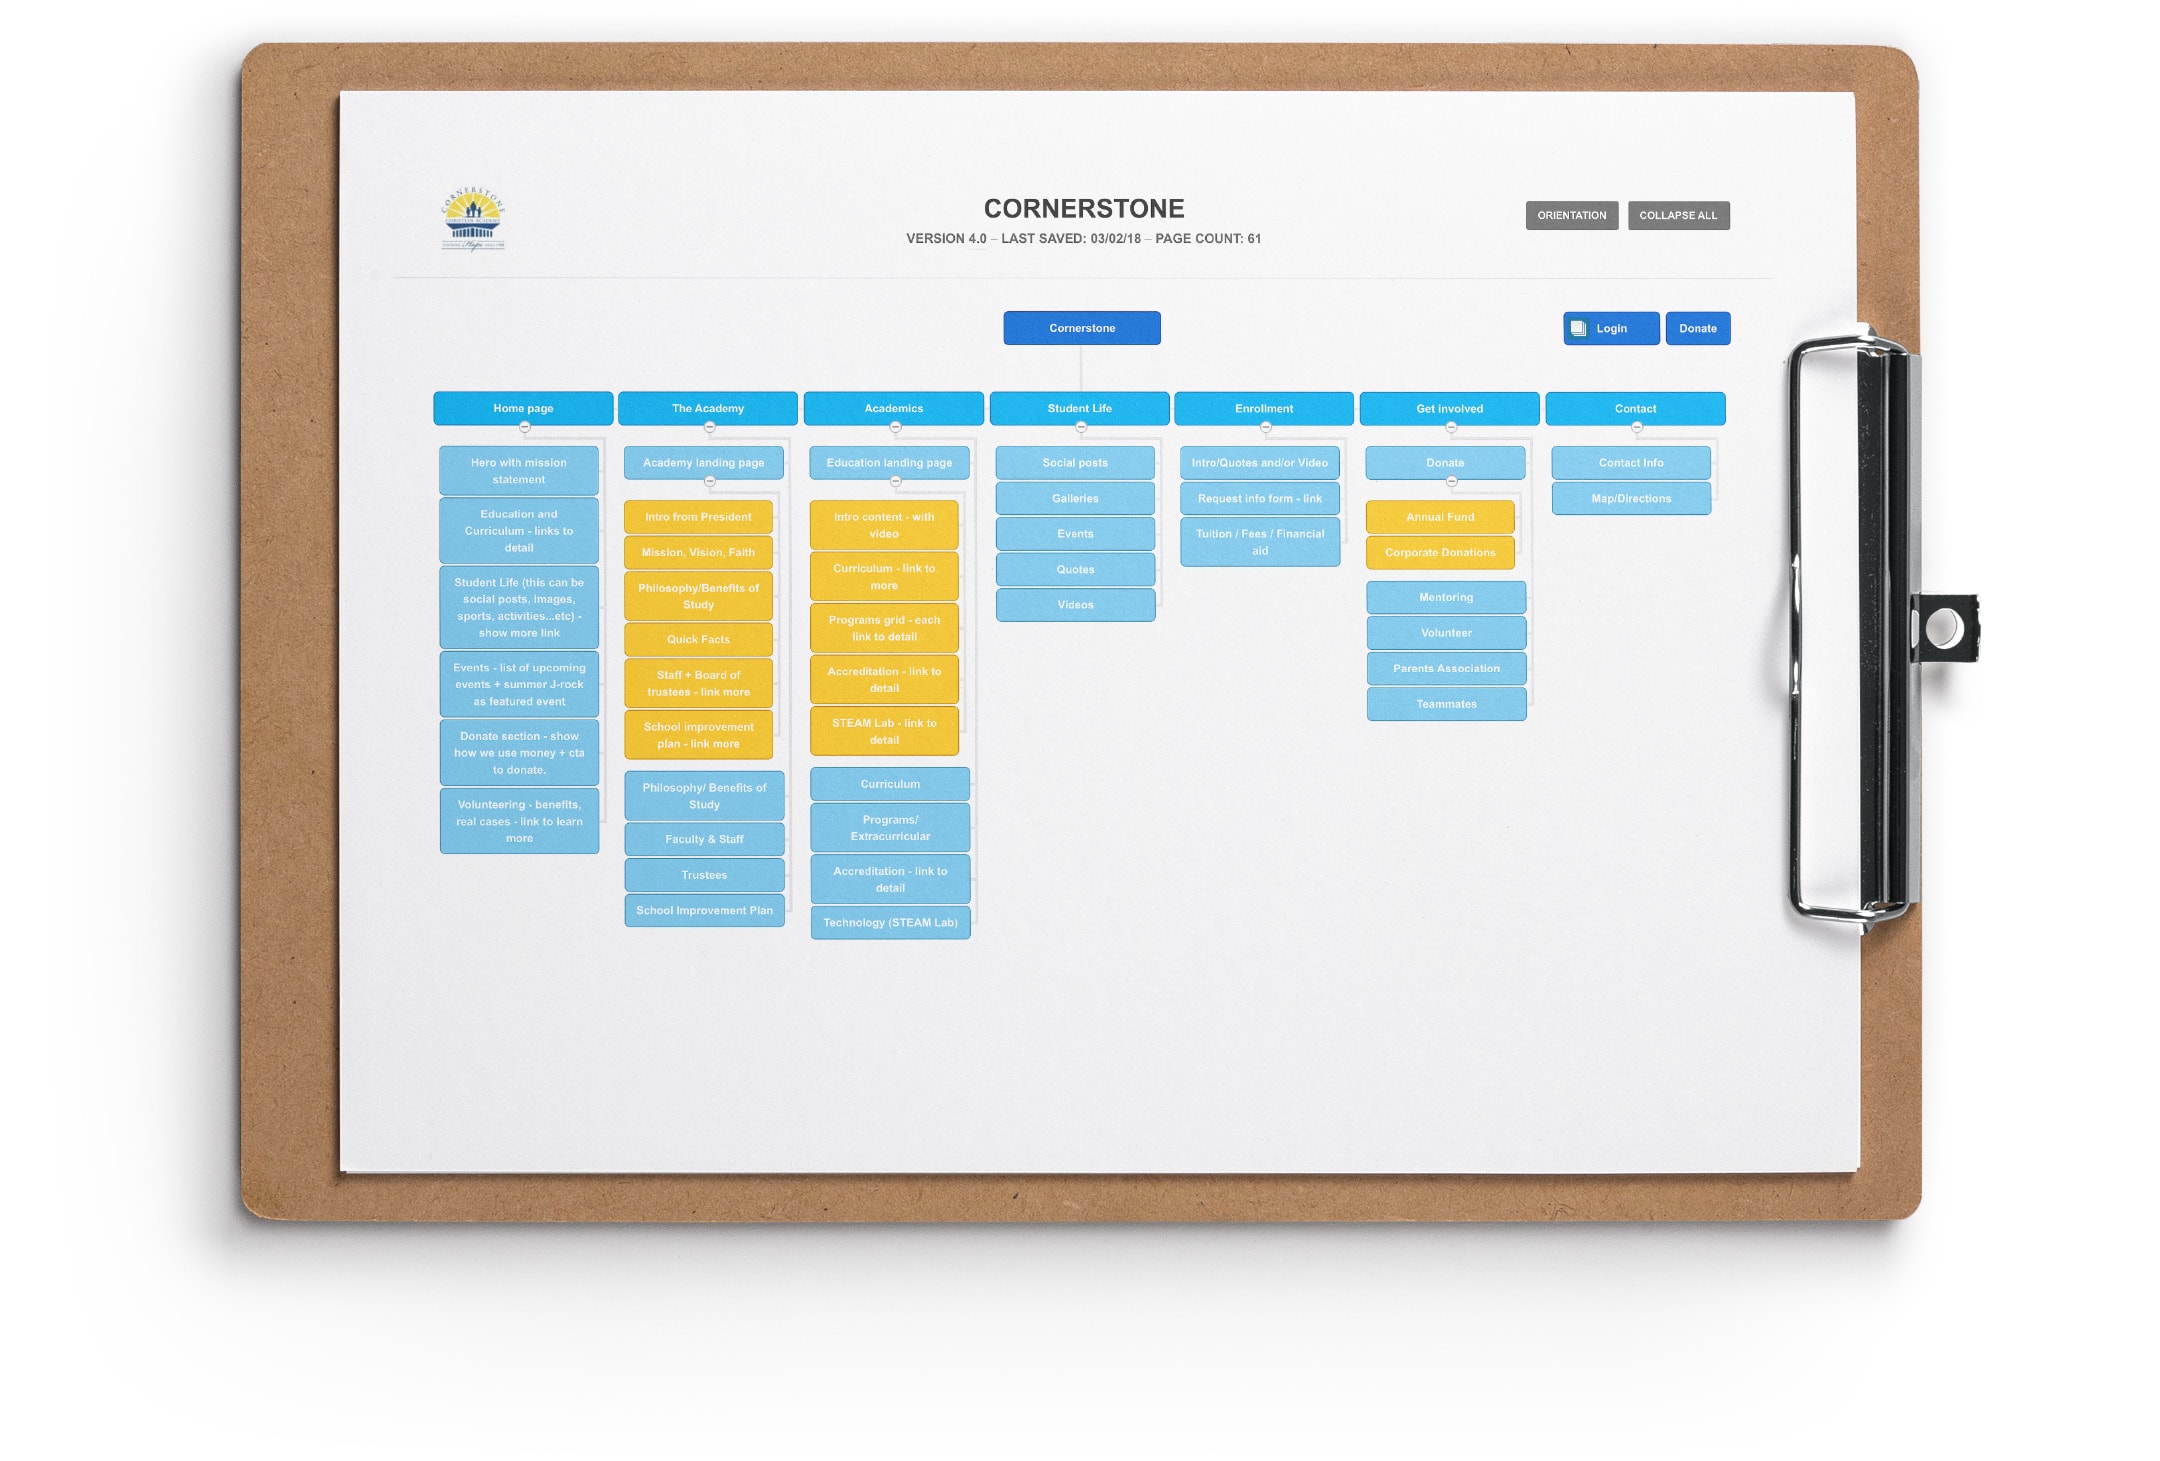 CORNERSTONE
CORNERSTONE
VERSION 4.0 – LAST SAVED: 03/02/18 – PAGE COUNT: 61
ORIENTATION
COLLAPSE ALL
Cornerstone
Login
Donate
Home page
The Academy
Academics
Student Life
Enrollment
Get involved
Contact
Hero with mission
statement
Education and
Curriculum - links to
detail
Student Life (this can be
social posts, images,
sports, activities...etc) -
show more link
Events - list of upcoming
events + summer J-rock
as featured event
Donate section - show
how we use money + cta
to donate.
Volunteering - benefits,
real cases - link to learn
more
Academy landing page
Intro from President
Mission, Vision, Faith
Philosophy/Benefits of
Study
Quick Facts
Staff + Board of
trustees - link more
School improvement
plan - link more
Philosophy/ Benefits of
Study
Faculty & Staff
Trustees
School Improvement Plan
Education landing page
Intro content - with
video
Curriculum - link to
more
Programs grid - each
link to detail
Accreditation - link to
detail
STEAM Lab - link to
detail
Curriculum
Programs/
Extracurricular
Accreditation - link to
detail
Technology (STEAM Lab)
Social posts
Galleries
Events
Quotes
Videos
Intro/Quotes and/or Video
Request info form - link
Tuition / Fees / Financial
aid
Donate
Annual Fund
Corporate Donations
Mentoring
Volunteer
Parents Association
Teammates
Contact Info
Map/Directions